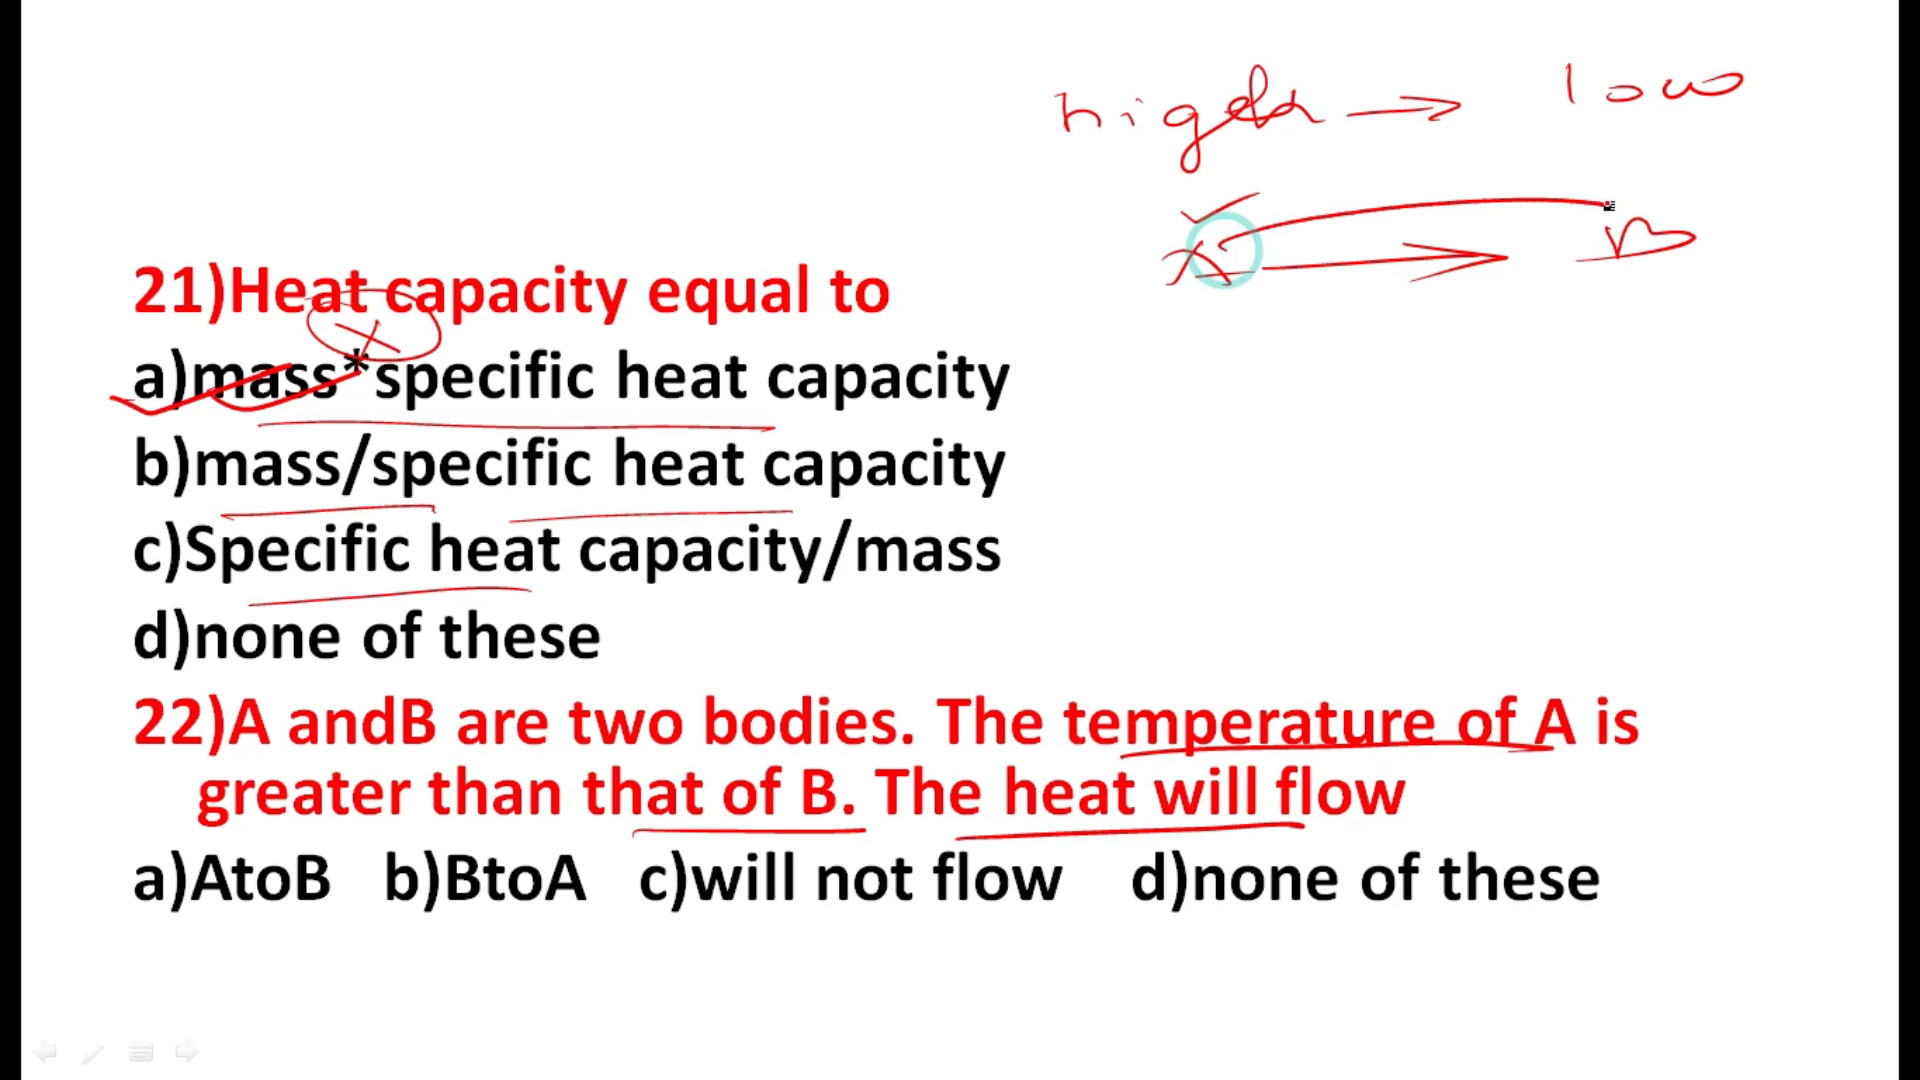 higher → low
A → B
21)Heat capacity equal to
×
a)mass*specific heat capacity
b)mass/specific heat capacity
c)Specific heat capacity/mass
d)none of these
22)A andB are two bodies. The temperature of A is
greater than that of B. The heat will flow
a)AtoB b)BtoA c)will not flow d)none of these